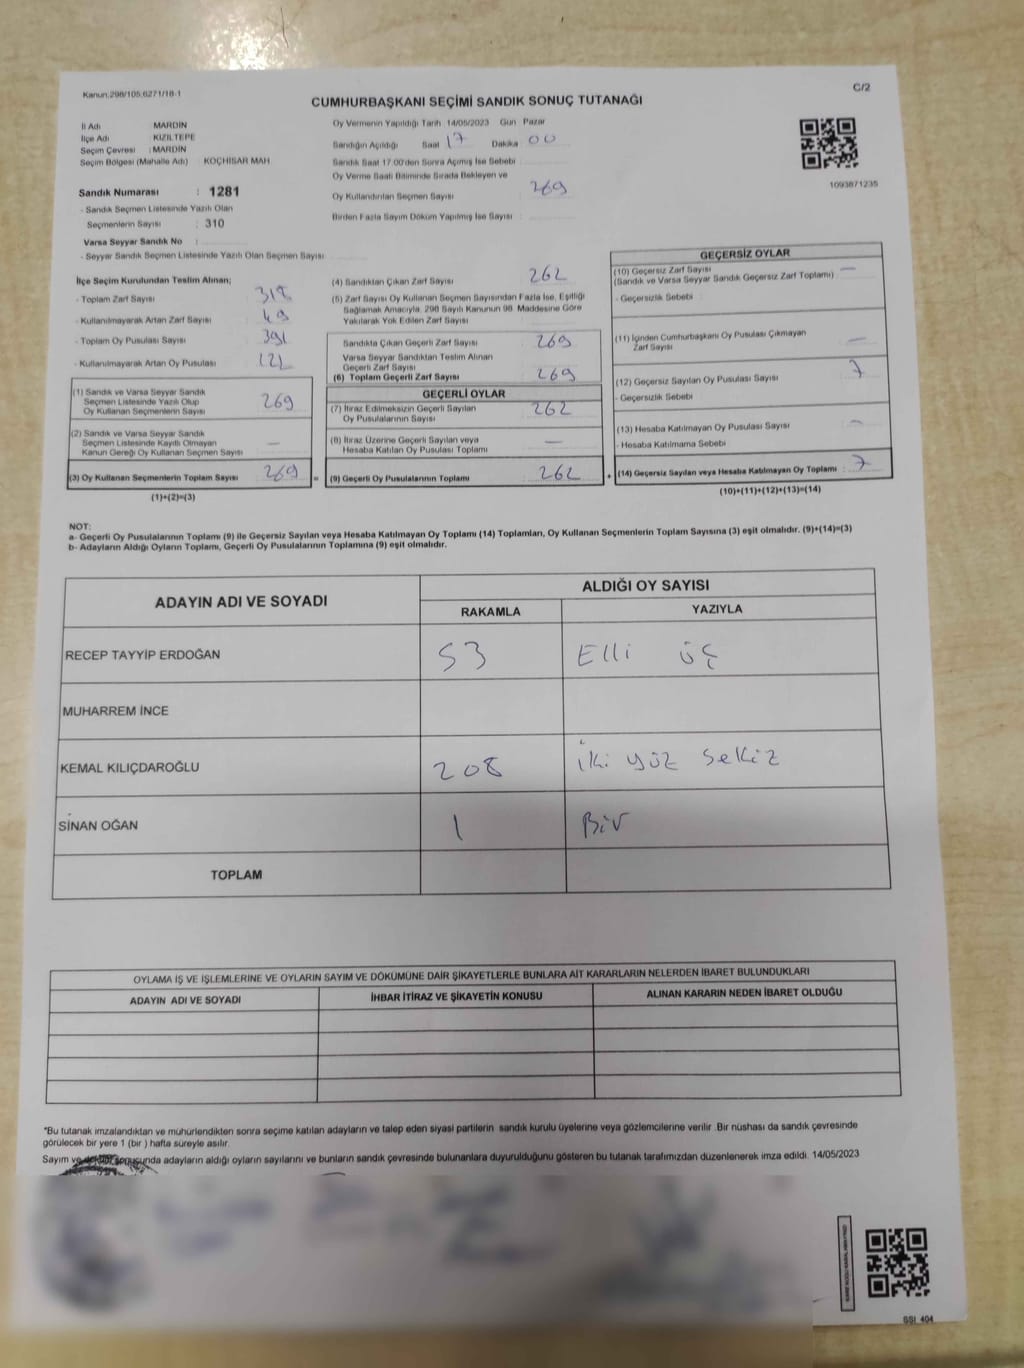 Kanun:298/105,6271/18-1
C/2
CUMHURBAŞKANI SEÇİMİ SANDIK SONUÇ TUTANAĞI
İl Adı : MARDİN
İlçe Adı : KIZILTEPE
Seçim Çevresi : MARDİN
Seçim Bölgesi (Mahalle Adı) : KOÇHİSAR MAH
Sandık Numarası : 1281
- Sandık Seçmen Listesinde Yazılı Olan
Seçmenlerin Sayısı : 310
Varsa Seyyar Sandık No :
- Seyyar Sandık Seçmen Listesinde Yazılı Olan Seçmen Sayısı :
Oy Vermenin Yapıldığı Tarih 14/05/2023 Gün Pazar
Sandığın Açıldığı Saat 17 Dakika 00
Sandık Saat 17.00'den Sonra Açılmış İse Sebebi :
Oy Verme Saati Bitiminde Sırada Bekleyen ve
Oy Kullandırılan Seçmen Sayısı : 269
Birden Fazla Sayım Döküm Yapılmış İse Sayısı :
1093871235
İlçe Seçim Kurulundan Teslim Alınan;
- Toplam Zarf Sayısı : 318
- Kullanılmayarak Artan Zarf Sayısı : 49
- Toplam Oy Pusulası Sayısı : 391
- Kullanılmayarak Artan Oy Pusulası : 121
(1) Sandık ve Varsa Seyyar Sandık
Seçmen Listesinde Yazılı Olup
Oy Kullanan Seçmenlerin Sayısı : 269
(2) Sandık ve Varsa Seyyar Sandık
Seçmen Listesinde Kayıtlı Olmayan
Kanun Gereği Oy Kullanan Seçmen Sayısı : —
(3) Oy Kullanan Seçmenlerin Toplam Sayısı : 269 =
(1)+(2)=(3)
(4) Sandıktan Çıkan Zarf Sayısı : 262
(5) Zarf Sayısı Oy Kullanan Seçmen Sayısından Fazla İse, Eşitliği
Sağlamak Amacıyla, 298 Sayılı Kanunun 98. Maddesine Göre
Yakılarak Yok Edilen Zarf Sayısı :
Sandıkta Çıkan Geçerli Zarf Sayısı : 269
Varsa Seyyar Sandıktan Teslim Alınan
Geçerli Zarf Sayısı :
(6) Toplam Geçerli Zarf Sayısı : 269
GEÇERLİ OYLAR
(7) İtiraz Edilmeksizin Geçerli Sayılan : 262
Oy Pusulalarının Sayısı
(8) İtiraz Üzerine Geçerli Sayılan veya : —
Hesaba Katılan Oy Pusulası Toplamı
(9) Geçerli Oy Pusulalarının Toplamı : 262 +
GEÇERSİZ OYLAR
(10) Geçersiz Zarf Sayısı : —
(Sandık ve Varsa Seyyar Sandık Geçersiz Zarf Toplamı)
- Geçersizlik Sebebi :
(11) İçinden Cumhurbaşkanı Oy Pusulası Çıkmayan : —
Zarf Sayısı
(12) Geçersiz Sayılan Oy Pusulası Sayısı : 7
- Geçersizlik Sebebi :
(13) Hesaba Katılmayan Oy Pusulası Sayısı : —
- Hesaba Katılmama Sebebi :
(14) Geçersiz Sayılan veya Hesaba Katılmayan Oy Toplamı : 7
(10)+(11)+(12)+(13)=(14)
NOT:
a- Geçerli Oy Pusulalarının Toplamı (9) ile Geçersiz Sayılan veya Hesaba Katılmayan Oy Toplamı (14) Toplamları, Oy Kullanan Seçmenlerin Toplam Sayısına (3) eşit olmalıdır. (9)+(14)=(3)
b- Adayların Aldığı Oyların Toplamı, Geçerli Oy Pusulalarının Toplamına (9) eşit olmalıdır.
ADAYIN ADI VE SOYADI
ALDIĞI OY SAYISI
RAKAMLA YAZIYLA
RECEP TAYYİP ERDOĞAN 53 Elli üç
MUHARREM İNCE
KEMAL KILIÇDAROĞLU 208 iki yüz sekiz
SİNAN OĞAN 1 Bir
TOPLAM
OYLAMA İŞ VE İŞLEMLERİNE VE OYLARIN SAYIM VE DÖKÜMÜNE DAİR ŞİKAYETLERLE BUNLARA AİT KARARLARIN NELERDEN İBARET BULUNDUKLARI
ADAYIN ADI VE SOYADI İHBAR İTİRAZ VE ŞİKAYETİN KONUSU ALINAN KARARIN NEDEN İBARET OLDUĞU
*Bu tutanak imzalandıktan ve mühürlendikten sonra seçime katılan adayların ve talep eden siyasi partilerin sandık kurulu üyelerine veya gözlemcilerine verilir .Bir nüshası da sandık çevresinde
görülecek bir yere 1 (bir ) hafta süreyle asılır.
Sayım ve döküm sonucunda adayların aldığı oyların sayılarını ve bunların sandık çevresinde bulunanlara duyurulduğunu gösteren bu tutanak tarafımızdan düzenlenerek imza edildi. 14/05/2023
SSİ 404